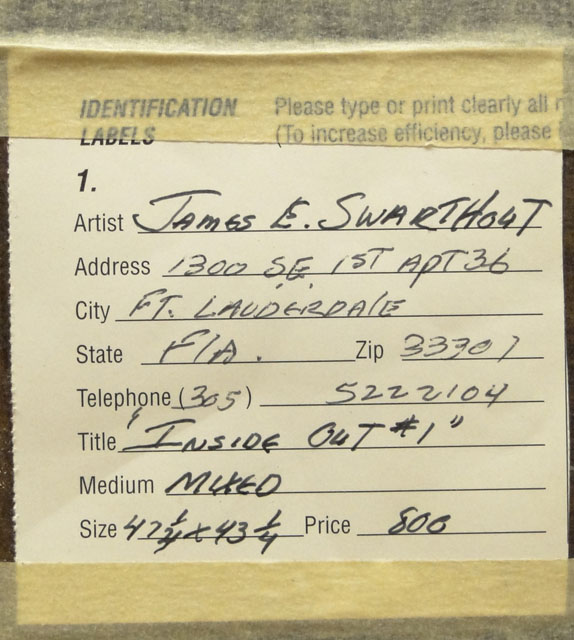 IDENTIFICATION Please type or print clearly all
LABELS (To increase efficiency, please
1.
Artist James E. Swarthout
Address 1300 SE 1ST APT 36
City FT. LAUDERDALE
State FlA. Zip 33301
Telephone (305) 5222104
Title "INSIDE OUT #1"
Medium MIXED
Size 47 1/4 x 43 1/4 Price 800